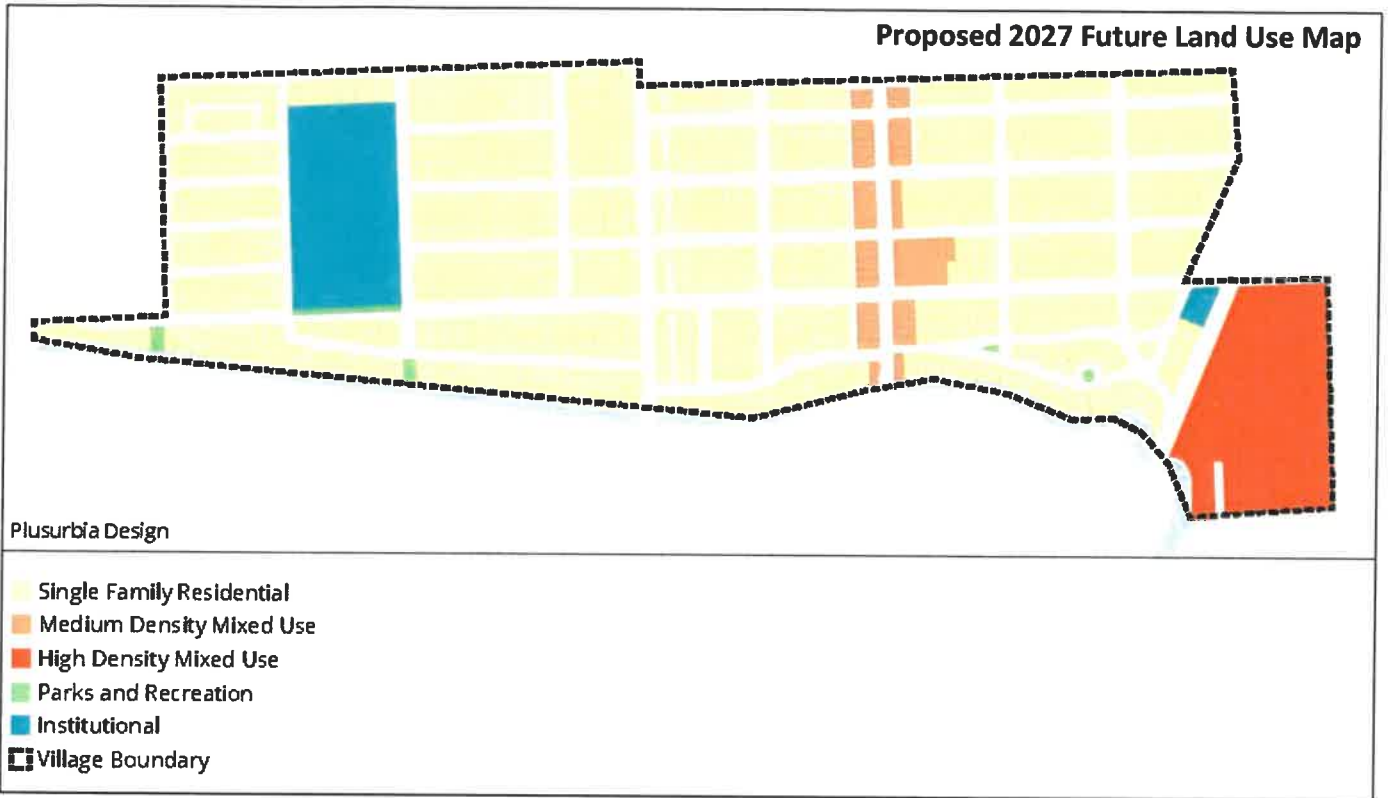 Proposed 2027 Future Land Use Map
Plusurbia Design
Single Family Residential
Medium Density Mixed Use
High Density Mixed Use
Parks and Recreation
Institutional
Village Boundary